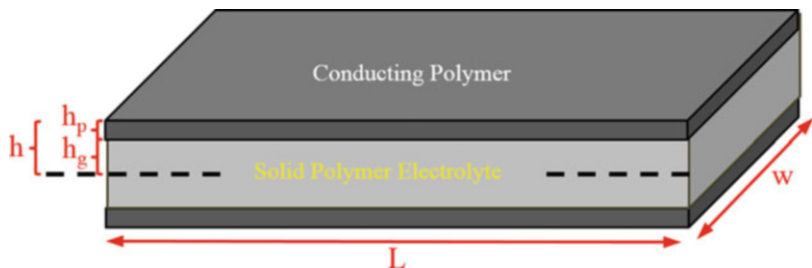 Conducting Polymer
hp
h
hg
Solid Polymer Electrolyte
w
L